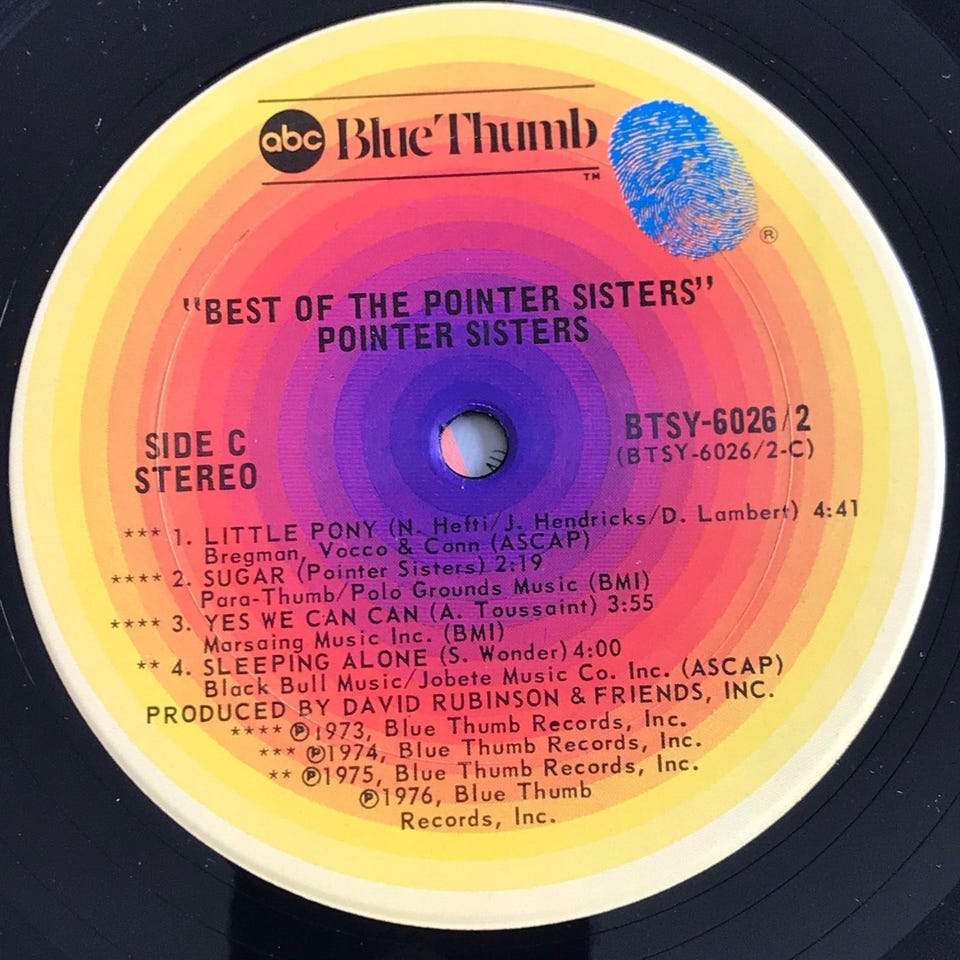 abc Blue Thumb
TM
®
"BEST OF THE POINTER SISTERS"
POINTER SISTERS
SIDE C
STEREO
BTSY-6026/2
(BTSY-6026/2-C)
*** 1. LITTLE PONY (N. Hefti/J. Hendricks/D. Lambert) 4:41
Bregman, Vocco & Conn (ASCAP)
**** 2. SUGAR (Pointer Sisters) 2:19
Para-Thumb/Polo Grounds Music (BMI)
**** 3. YES WE CAN CAN (A. Toussaint) 3:55
Marsaing Music Inc. (BMI)
** 4. SLEEPING ALONE (S. Wonder) 4:00
Black Bull Music/Jobete Music Co. Inc. (ASCAP)
PRODUCED BY DAVID RUBINSON & FRIENDS, INC.
**** ℗1973, Blue Thumb Records, Inc.
*** ℗1974, Blue Thumb Records, Inc.
** ℗1975, Blue Thumb Records, Inc.
℗1976, Blue Thumb
Records, Inc.